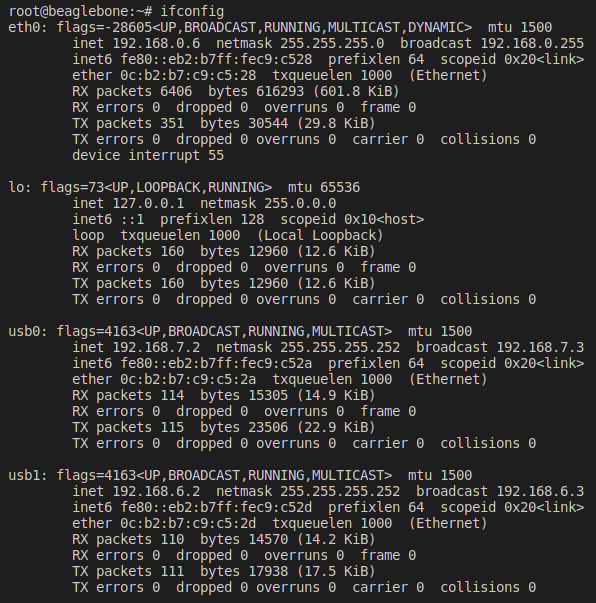 root@beaglebone:~# ifconfig
eth0: flags=-28605<UP,BROADCAST,RUNNING,MULTICAST,DYNAMIC>  mtu 1500
        inet 192.168.0.6  netmask 255.255.255.0  broadcast 192.168.0.255
        inet6 fe80::eb2:b7ff:fec9:c528  prefixlen 64  scopeid 0x20<link>
        ether 0c:b2:b7:c9:c5:28  txqueuelen 1000  (Ethernet)
        RX packets 6406  bytes 616293 (601.8 KiB)
        RX errors 0  dropped 0  overruns 0  frame 0
        TX packets 351  bytes 30544 (29.8 KiB)
        TX errors 0  dropped 0 overruns 0  carrier 0  collisions 0
        device interrupt 55

lo: flags=73<UP,LOOPBACK,RUNNING>  mtu 65536
        inet 127.0.0.1  netmask 255.0.0.0
        inet6 ::1  prefixlen 128  scopeid 0x10<host>
        loop  txqueuelen 1000  (Local Loopback)
        RX packets 160  bytes 12960 (12.6 KiB)
        RX errors 0  dropped 0  overruns 0  frame 0
        TX packets 160  bytes 12960 (12.6 KiB)
        TX errors 0  dropped 0 overruns 0  carrier 0  collisions 0

usb0: flags=4163<UP,BROADCAST,RUNNING,MULTICAST>  mtu 1500
        inet 192.168.7.2  netmask 255.255.255.252  broadcast 192.168.7.3
        inet6 fe80::eb2:b7ff:fec9:c52a  prefixlen 64  scopeid 0x20<link>
        ether 0c:b2:b7:c9:c5:2a  txqueuelen 1000  (Ethernet)
        RX packets 114  bytes 15305 (14.9 KiB)
        RX errors 0  dropped 0  overruns 0  frame 0
        TX packets 115  bytes 23506 (22.9 KiB)
        TX errors 0  dropped 0 overruns 0  carrier 0  collisions 0

usb1: flags=4163<UP,BROADCAST,RUNNING,MULTICAST>  mtu 1500
        inet 192.168.6.2  netmask 255.255.255.252  broadcast 192.168.6.3
        inet6 fe80::eb2:b7ff:fec9:c52d  prefixlen 64  scopeid 0x20<link>
        ether 0c:b2:b7:c9:c5:2d  txqueuelen 1000  (Ethernet)
        RX packets 110  bytes 14570 (14.2 KiB)
        RX errors 0  dropped 0  overruns 0  frame 0
        TX packets 111  bytes 17938 (17.5 KiB)
        TX errors 0  dropped 0 overruns 0  carrier 0  collisions 0